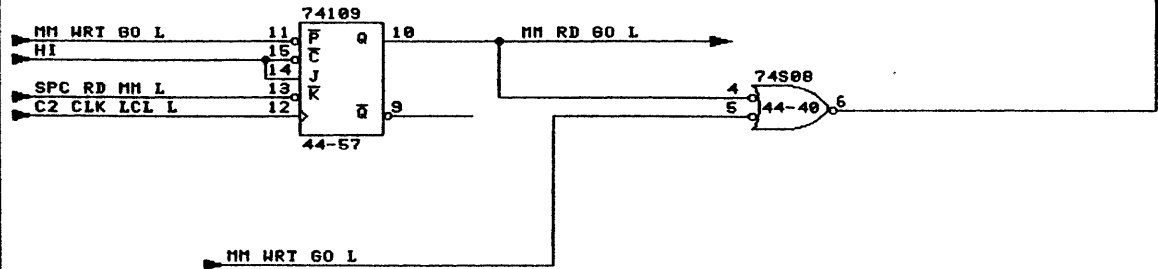 74109
MM WRT GO L 11 P̅ Q 10 MM RD GO L
HI 15 C̅
14 J
SPC RD MM L 13 K̅
C2 CLK LCL L 12 Q̅ 9
44-57
74S08
4
5 44-40 6
MM WRT GO L